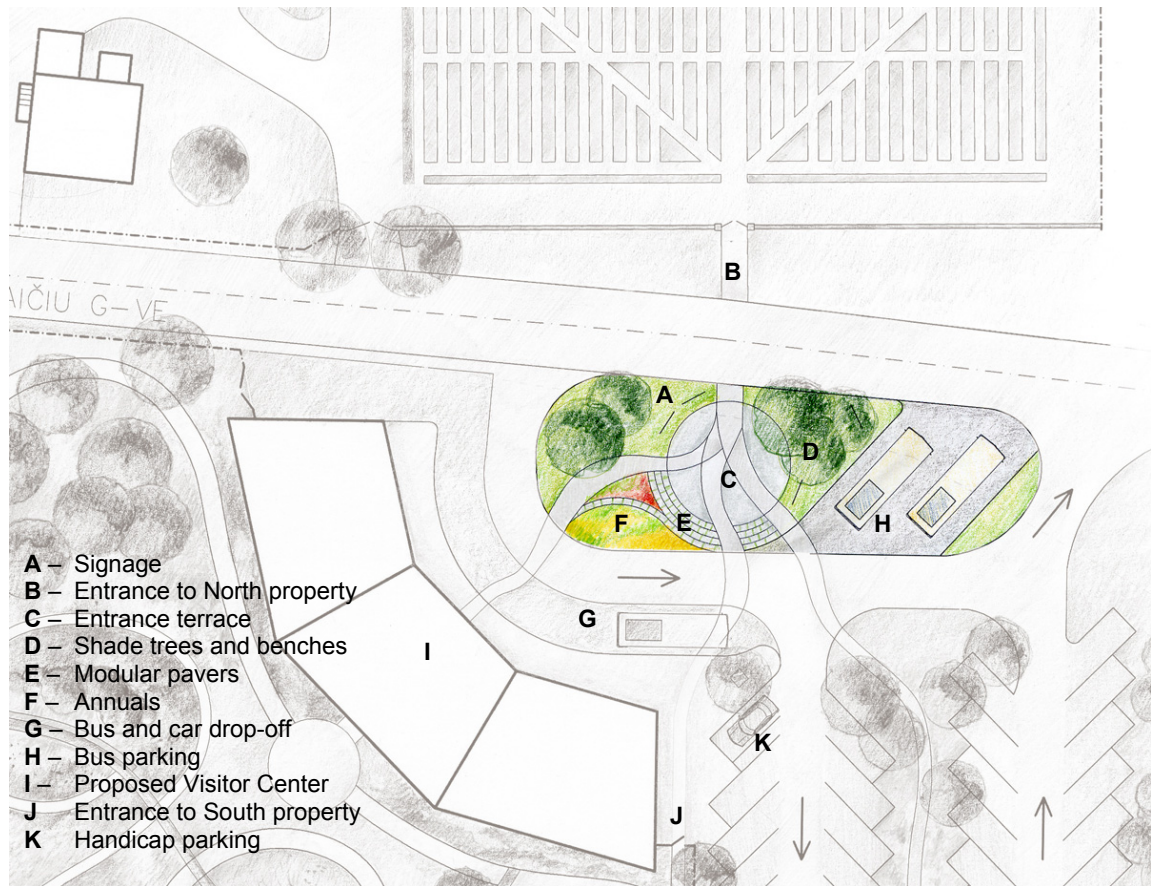 B
AIČIU G-VE
A
D
C
H
F
E
G
I
K
J
A – Signage
B – Entrance to North property
C – Entrance terrace
D – Shade trees and benches
E – Modular pavers
F – Annuals
G – Bus and car drop-off
H – Bus parking
I – Proposed Visitor Center
J Entrance to South property
K Handicap parking